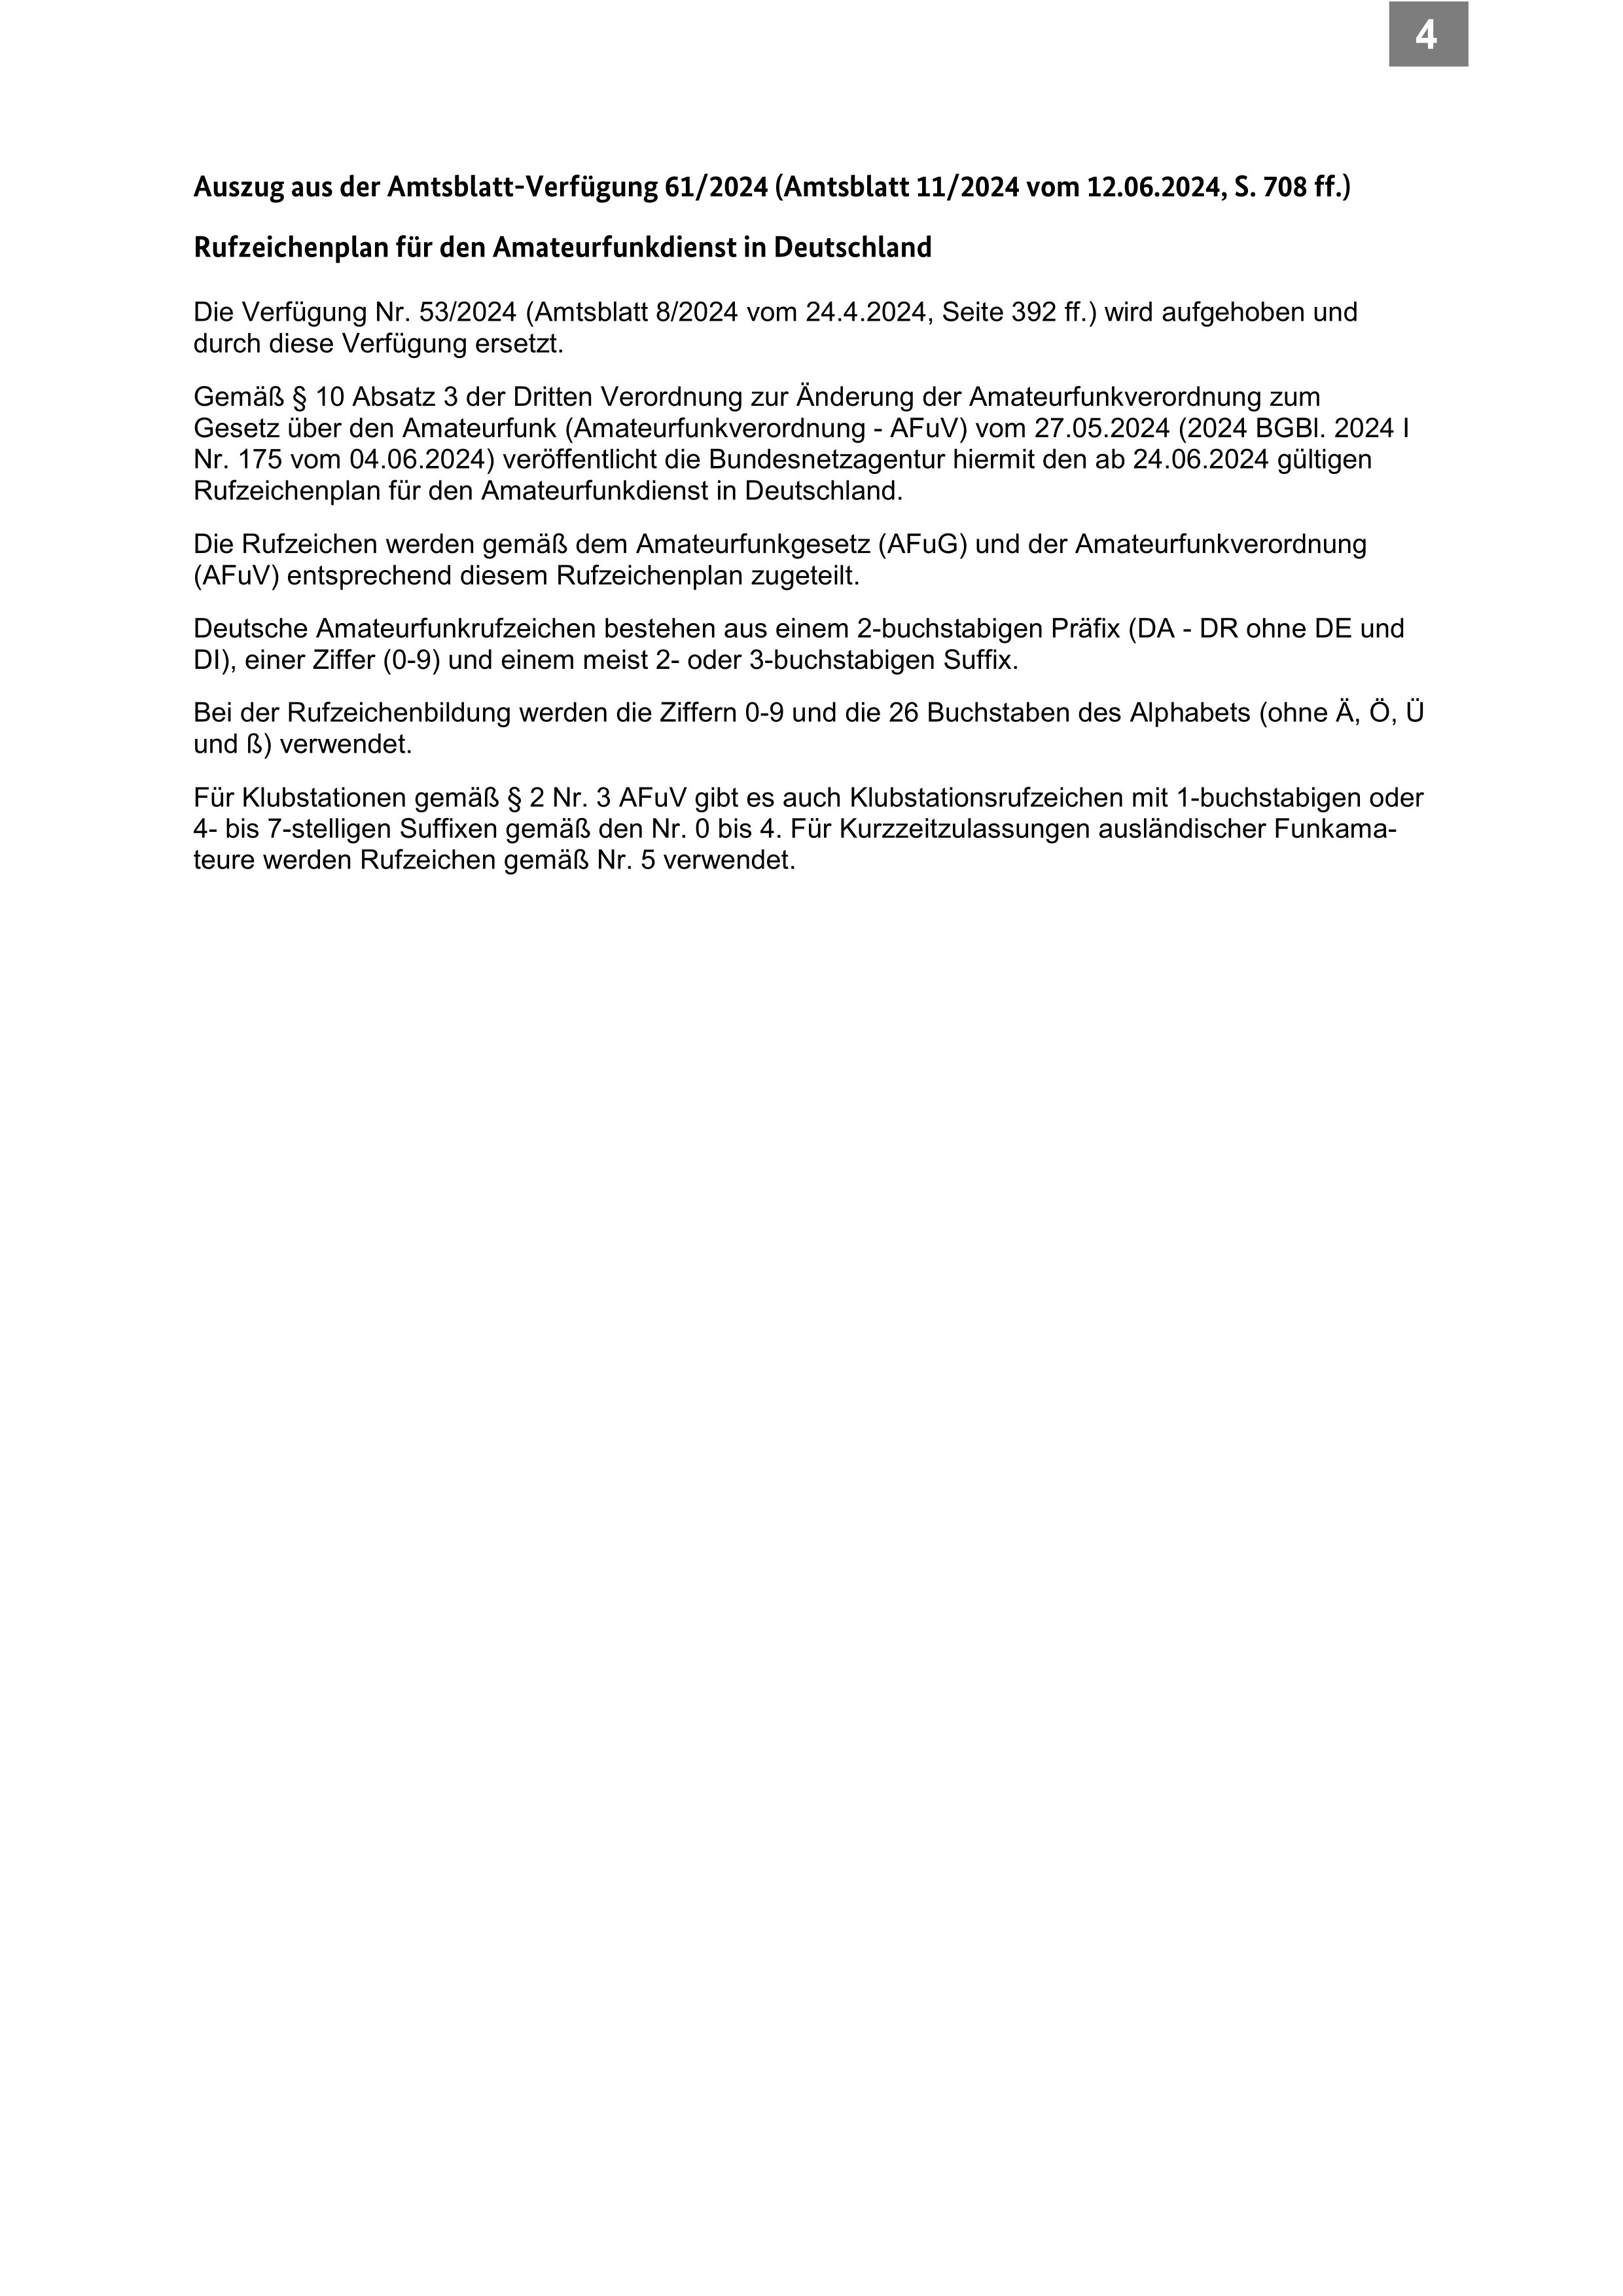 4
Auszug aus der Amtsblatt-Verfügung 61/2024 (Amtsblatt 11/2024 vom 12.06.2024, S. 708 ff.)
Rufzeichenplan für den Amateurfunkdienst in Deutschland
Die Verfügung Nr. 53/2024 (Amtsblatt 8/2024 vom 24.4.2024, Seite 392 ff.) wird aufgehoben und
durch diese Verfügung ersetzt.
Gemäß § 10 Absatz 3 der Dritten Verordnung zur Änderung der Amateurfunkverordnung zum
Gesetz über den Amateurfunk (Amateurfunkverordnung - AFuV) vom 27.05.2024 (2024 BGBl. 2024 I
Nr. 175 vom 04.06.2024) veröffentlicht die Bundesnetzagentur hiermit den ab 24.06.2024 gültigen
Rufzeichenplan für den Amateurfunkdienst in Deutschland.
Die Rufzeichen werden gemäß dem Amateurfunkgesetz (AFuG) und der Amateurfunkverordnung
(AFuV) entsprechend diesem Rufzeichenplan zugeteilt.
Deutsche Amateurfunkrufzeichen bestehen aus einem 2-buchstabigen Präfix (DA - DR ohne DE und
DI), einer Ziffer (0-9) und einem meist 2- oder 3-buchstabigen Suffix.
Bei der Rufzeichenbildung werden die Ziffern 0-9 und die 26 Buchstaben des Alphabets (ohne Ä, Ö, Ü
und ß) verwendet.
Für Klubstationen gemäß § 2 Nr. 3 AFuV gibt es auch Klubstationsrufzeichen mit 1-buchstabigen oder
4- bis 7-stelligen Suffixen gemäß den Nr. 0 bis 4. Für Kurzzeitzulassungen ausländischer Funkama-
teure werden Rufzeichen gemäß Nr. 5 verwendet.